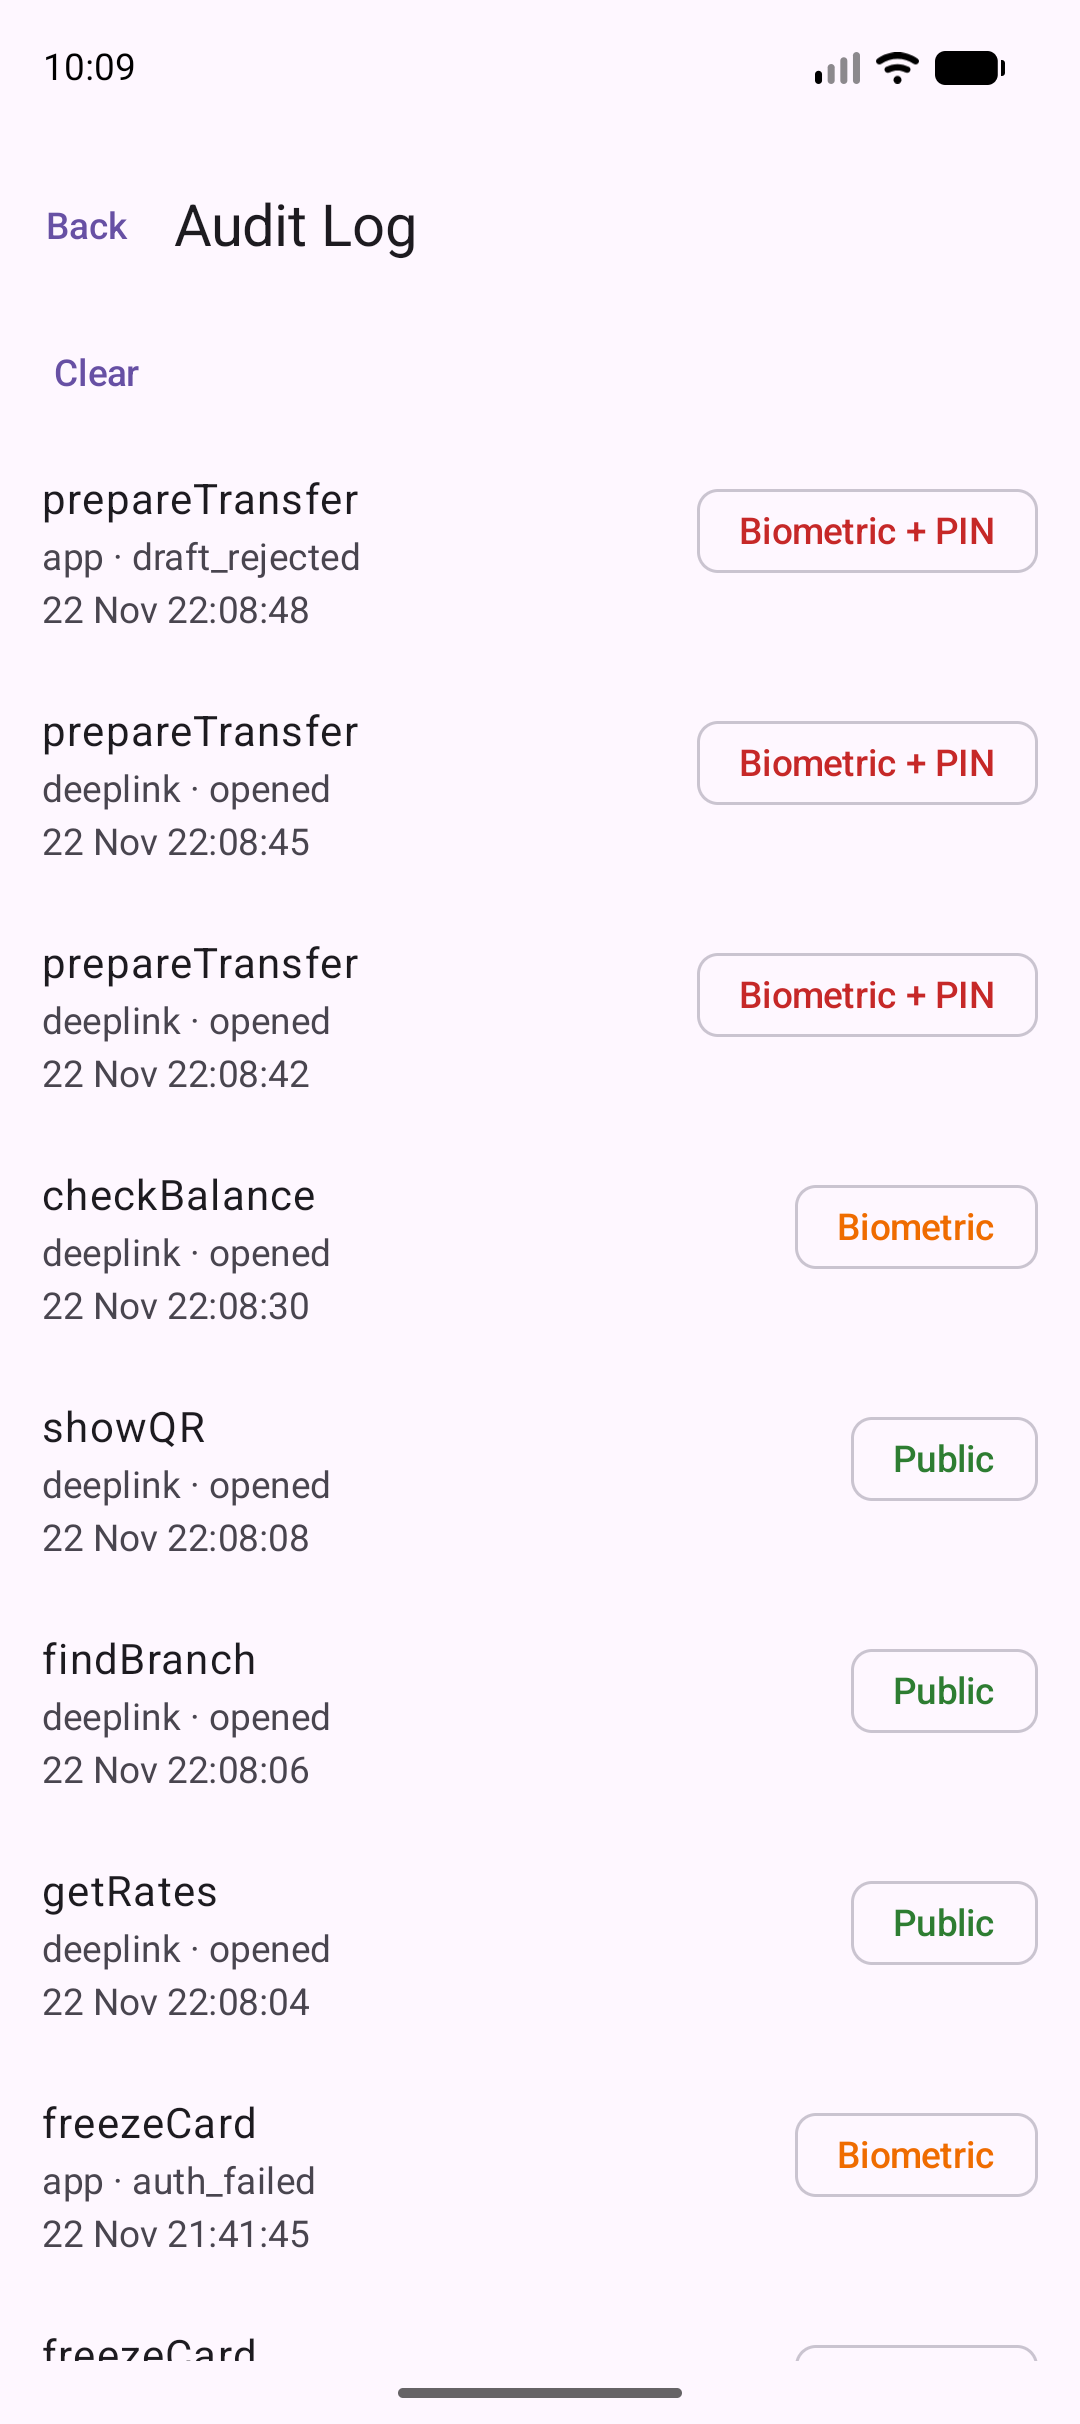 10:09
Back Audit Log
Clear
prepareTransfer
app · draft_rejected
22 Nov 22:08:48
Biometric + PIN
prepareTransfer
deeplink · opened
22 Nov 22:08:45
Biometric + PIN
prepareTransfer
deeplink · opened
22 Nov 22:08:42
Biometric + PIN
checkBalance
deeplink · opened
22 Nov 22:08:30
Biometric
showQR
deeplink · opened
22 Nov 22:08:08
Public
findBranch
deeplink · opened
22 Nov 22:08:06
Public
getRates
deeplink · opened
22 Nov 22:08:04
Public
freezeCard
app · auth_failed
22 Nov 21:41:45
Biometric
freezeCard